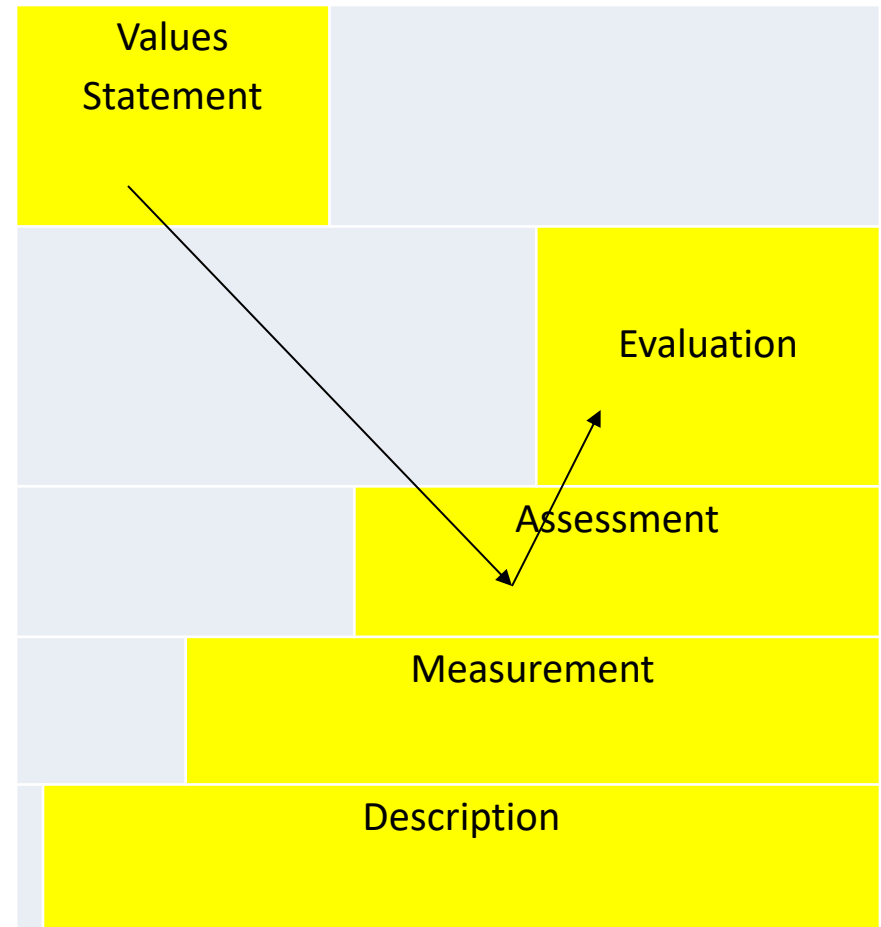 Values
Statement
Evaluation
Assessment
Measurement
Description